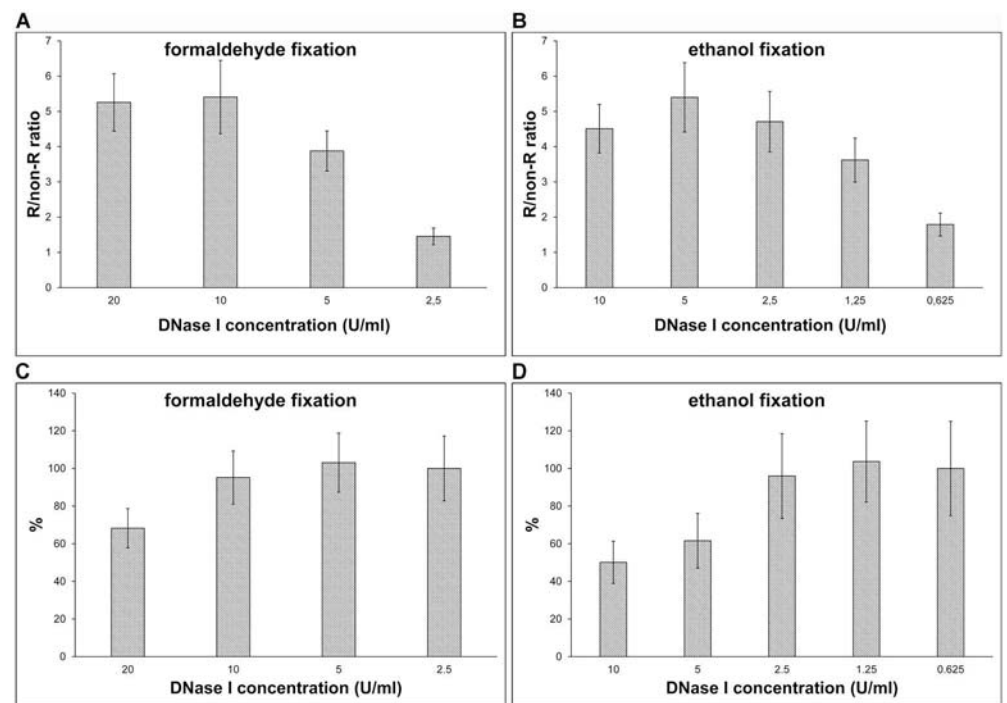 A
formaldehyde fixation
R/non-R ratio
7
6
5
4
3
2
1
0
20 10 5 2,5
DNase I concentration (U/ml)
B
ethanol fixation
R/non-R ratio
7
6
5
4
3
2
1
0
10 5 2,5 1,25 0,625
DNase I concentration (U/ml)
C
formaldehyde fixation
%
140
120
100
80
60
40
20
0
20 10 5 2.5
DNase I concentration (U/ml)
D
ethanol fixation
%
140
120
100
80
60
40
20
0
10 5 2.5 1.25 0.625
DNase I concentration (U/ml)